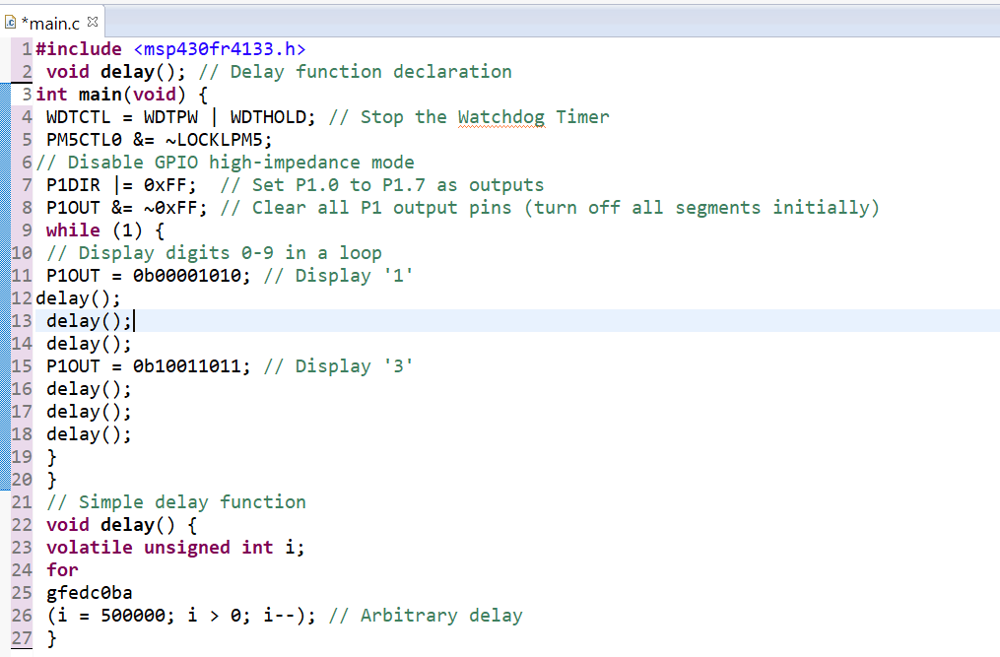 *main.c
1 #include <msp430fr4133.h>
2 void delay(); // Delay function declaration
3 int main(void) {
4 WDTCTL = WDTPW | WDTHOLD; // Stop the Watchdog Timer
5 PM5CTL0 &= ~LOCKLPM5;
6 // Disable GPIO high-impedance mode
7 P1DIR |= 0xFF;  // Set P1.0 to P1.7 as outputs
8 P1OUT &= ~0xFF; // Clear all P1 output pins (turn off all segments initially)
9 while (1) {
10 // Display digits 0-9 in a loop
11 P1OUT = 0b00001010; // Display '1'
12 delay();
13 delay();
14 delay();
15 P1OUT = 0b10011011; // Display '3'
16 delay();
17 delay();
18 delay();
19 }
20 }
21 // Simple delay function
22 void delay() {
23 volatile unsigned int i;
24 for
25 gfedc0ba
26 (i = 500000; i > 0; i--); // Arbitrary delay
27 }